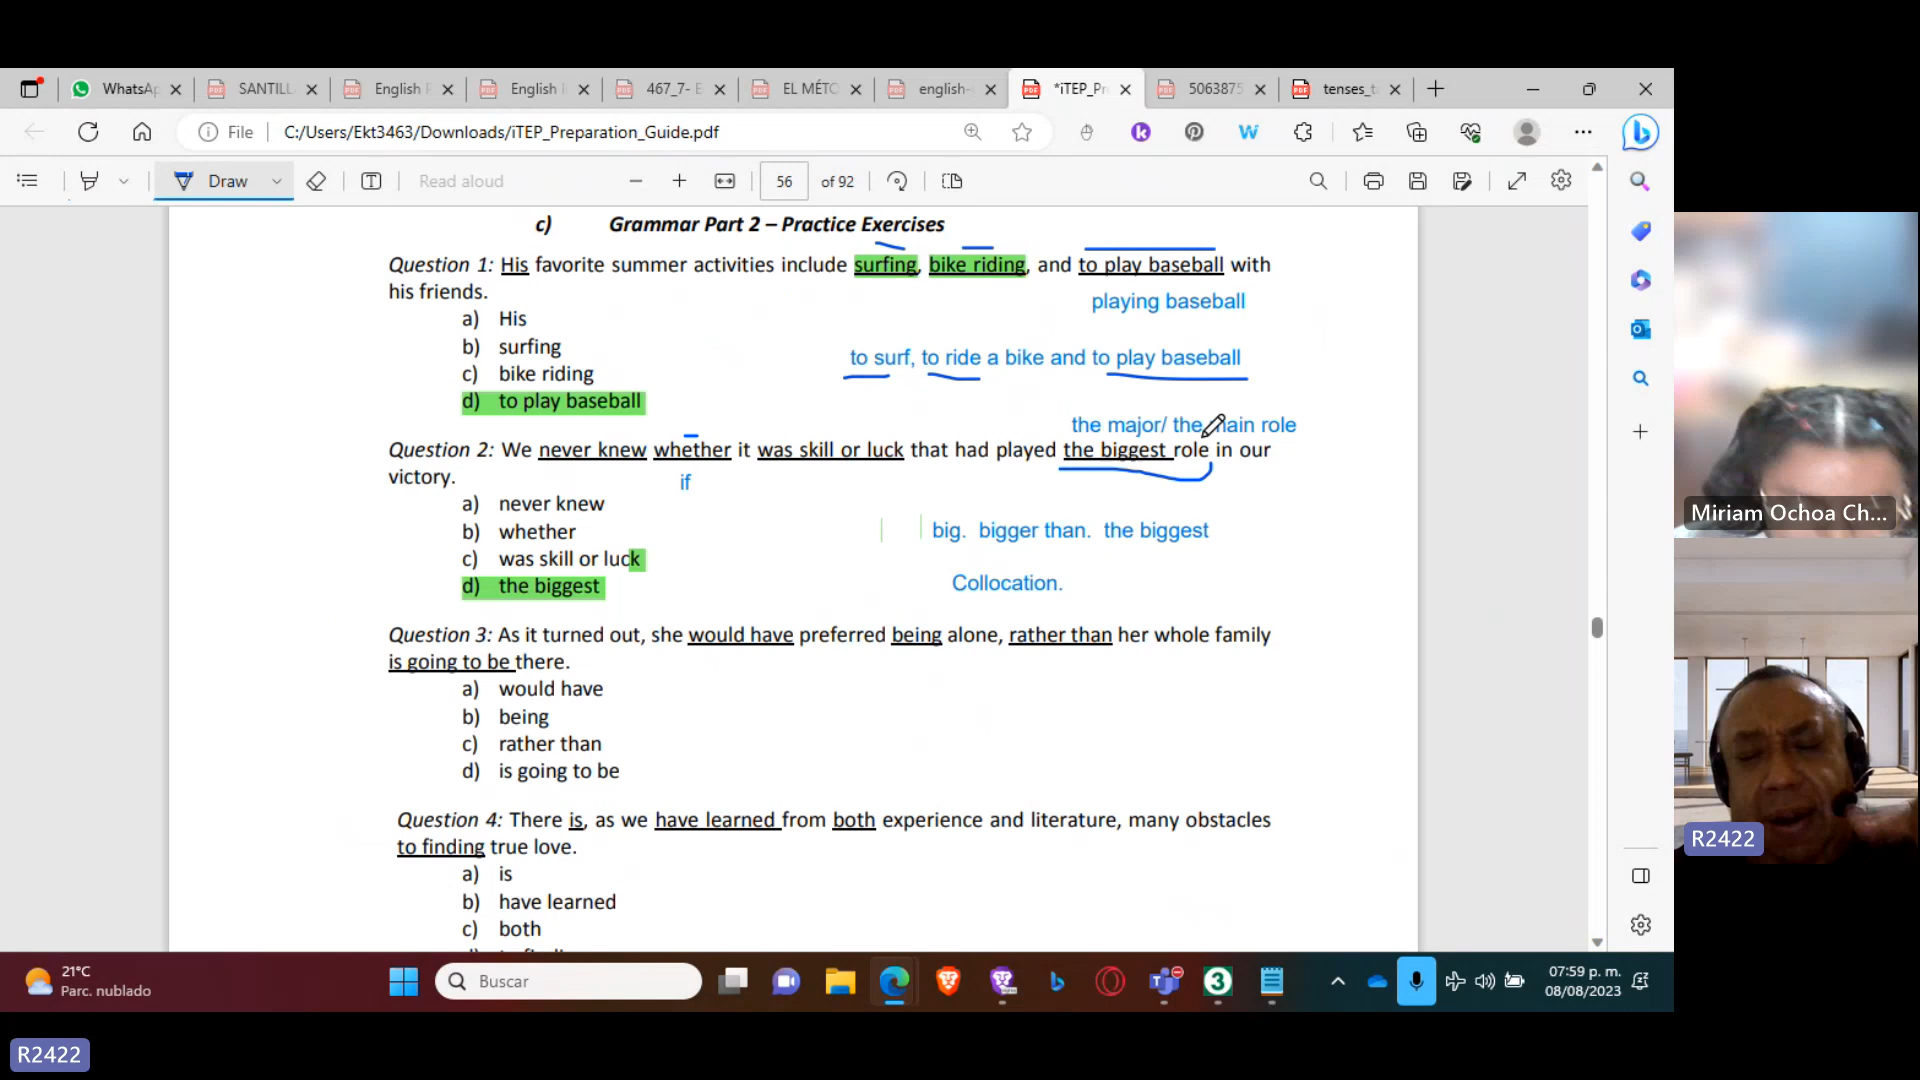 WhatsAp
SANTILL
English F
English I
467_7- E
EL MÉTO
english-
*iTEP_Pr
5063875
tenses_t
File
C:/Users/Ekt3463/Downloads/iTEP_Preparation_Guide.pdf
Draw
Read aloud
56
of 92
c) Grammar Part 2 – Practice Exercises
Question 1: His favorite summer activities include surfing, bike riding, and to play baseball with
his friends.
playing baseball
a) His
b) surfing
to surf, to ride a bike and to play baseball
c) bike riding
d) to play baseball
the major/ the main role
Question 2: We never knew whether it was skill or luck that had played the biggest role in our
victory.
if
a) never knew
b) whether
big. bigger than. the biggest
c) was skill or luck
d) the biggest
Collocation.
Question 3: As it turned out, she would have preferred being alone, rather than her whole family
is going to be there.
a) would have
b) being
c) rather than
d) is going to be
Question 4: There is, as we have learned from both experience and literature, many obstacles
to finding true love.
a) is
b) have learned
c) both
Miriam Ochoa Ch...
R2422
21°C
Parc. nublado
Buscar
07:59 p. m.
08/08/2023
R2422